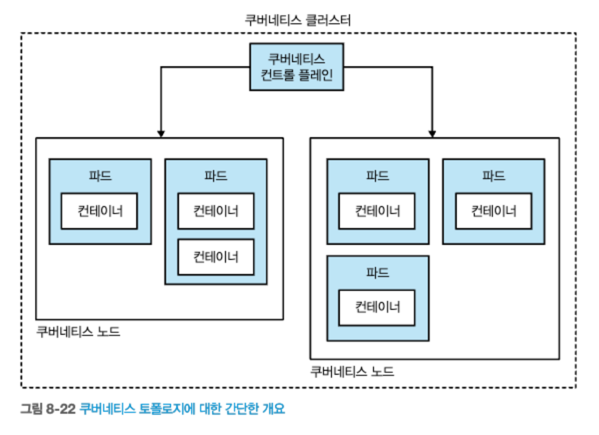 쿠버네티스 클러스터
쿠버네티스
컨트롤 플레인
파드
컨테이너
파드
컨테이너
컨테이너
쿠버네티스 노드
파드
컨테이너
파드
컨테이너
파드
컨테이너
쿠버네티스 노드
그림 8-22 쿠버네티스 토폴로지에 대한 간단한 개요